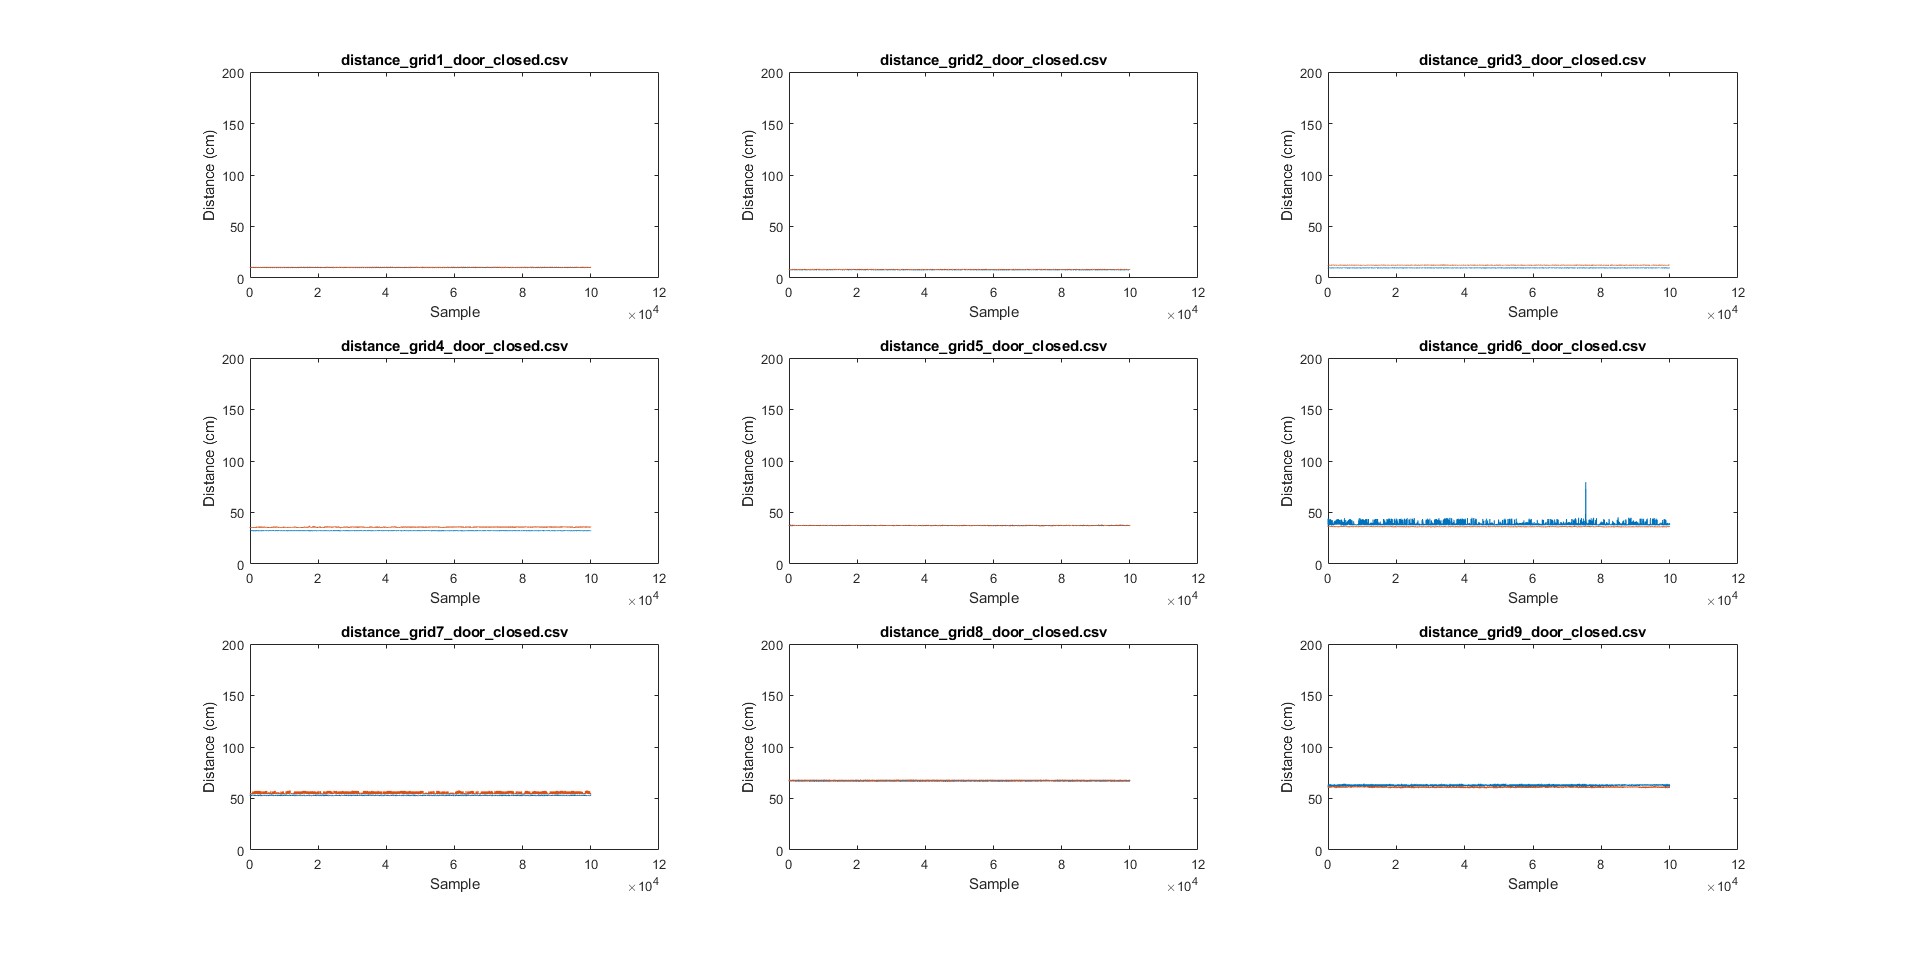 distance_grid1_door_closed.csv
200
150
100
50
0
Distance (cm)
0 2 4 6 8 10 12
Sample
×10^4
distance_grid2_door_closed.csv
200
150
100
50
0
Distance (cm)
0 2 4 6 8 10 12
Sample
×10^4
distance_grid3_door_closed.csv
200
150
100
50
0
Distance (cm)
0 2 4 6 8 10 12
Sample
×10^4
distance_grid4_door_closed.csv
200
150
100
50
0
Distance (cm)
0 2 4 6 8 10 12
Sample
×10^4
distance_grid5_door_closed.csv
200
150
100
50
0
Distance (cm)
0 2 4 6 8 10 12
Sample
×10^4
distance_grid6_door_closed.csv
200
150
100
50
0
Distance (cm)
0 2 4 6 8 10 12
Sample
×10^4
distance_grid7_door_closed.csv
200
150
100
50
0
Distance (cm)
0 2 4 6 8 10 12
Sample
×10^4
distance_grid8_door_closed.csv
200
150
100
50
0
Distance (cm)
0 2 4 6 8 10 12
Sample
×10^4
distance_grid9_door_closed.csv
200
150
100
50
0
Distance (cm)
0 2 4 6 8 10 12
Sample
×10^4